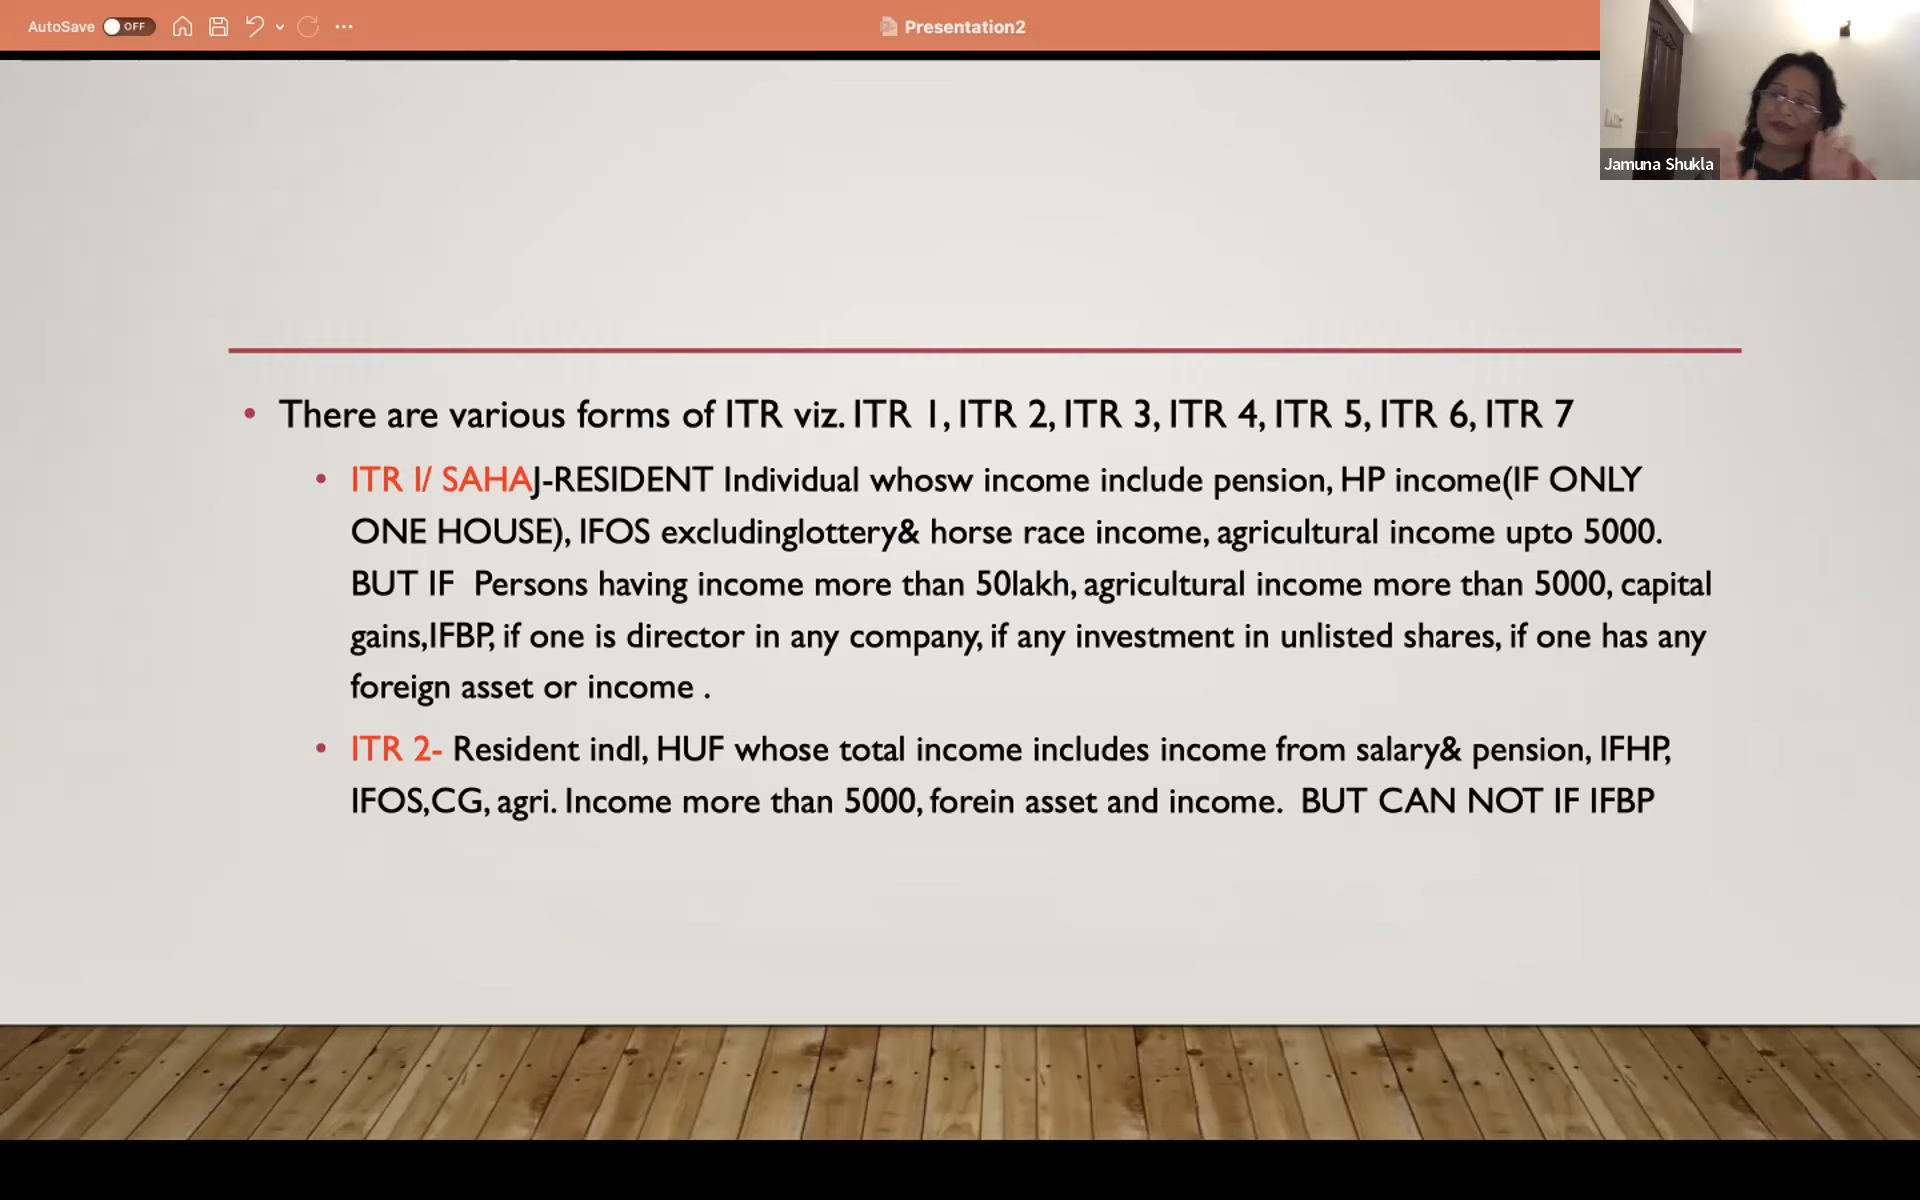 AutoSave OFF
Presentation2
Jamuna Shukla
• There are various forms of ITR viz. ITR 1, ITR 2, ITR 3, ITR 4, ITR 5, ITR 6, ITR 7
• ITR I/ SAHAJ-RESIDENT Individual whosw income include pension, HP income(IF ONLY
ONE HOUSE), IFOS excludinglottery& horse race income, agricultural income upto 5000.
BUT IF Persons having income more than 50lakh, agricultural income more than 5000, capital
gains,IFBP, if one is director in any company, if any investment in unlisted shares, if one has any
foreign asset or income .
• ITR 2- Resident indl, HUF whose total income includes income from salary& pension, IFHP,
IFOS,CG, agri. Income more than 5000, forein asset and income. BUT CAN NOT IF IFBP